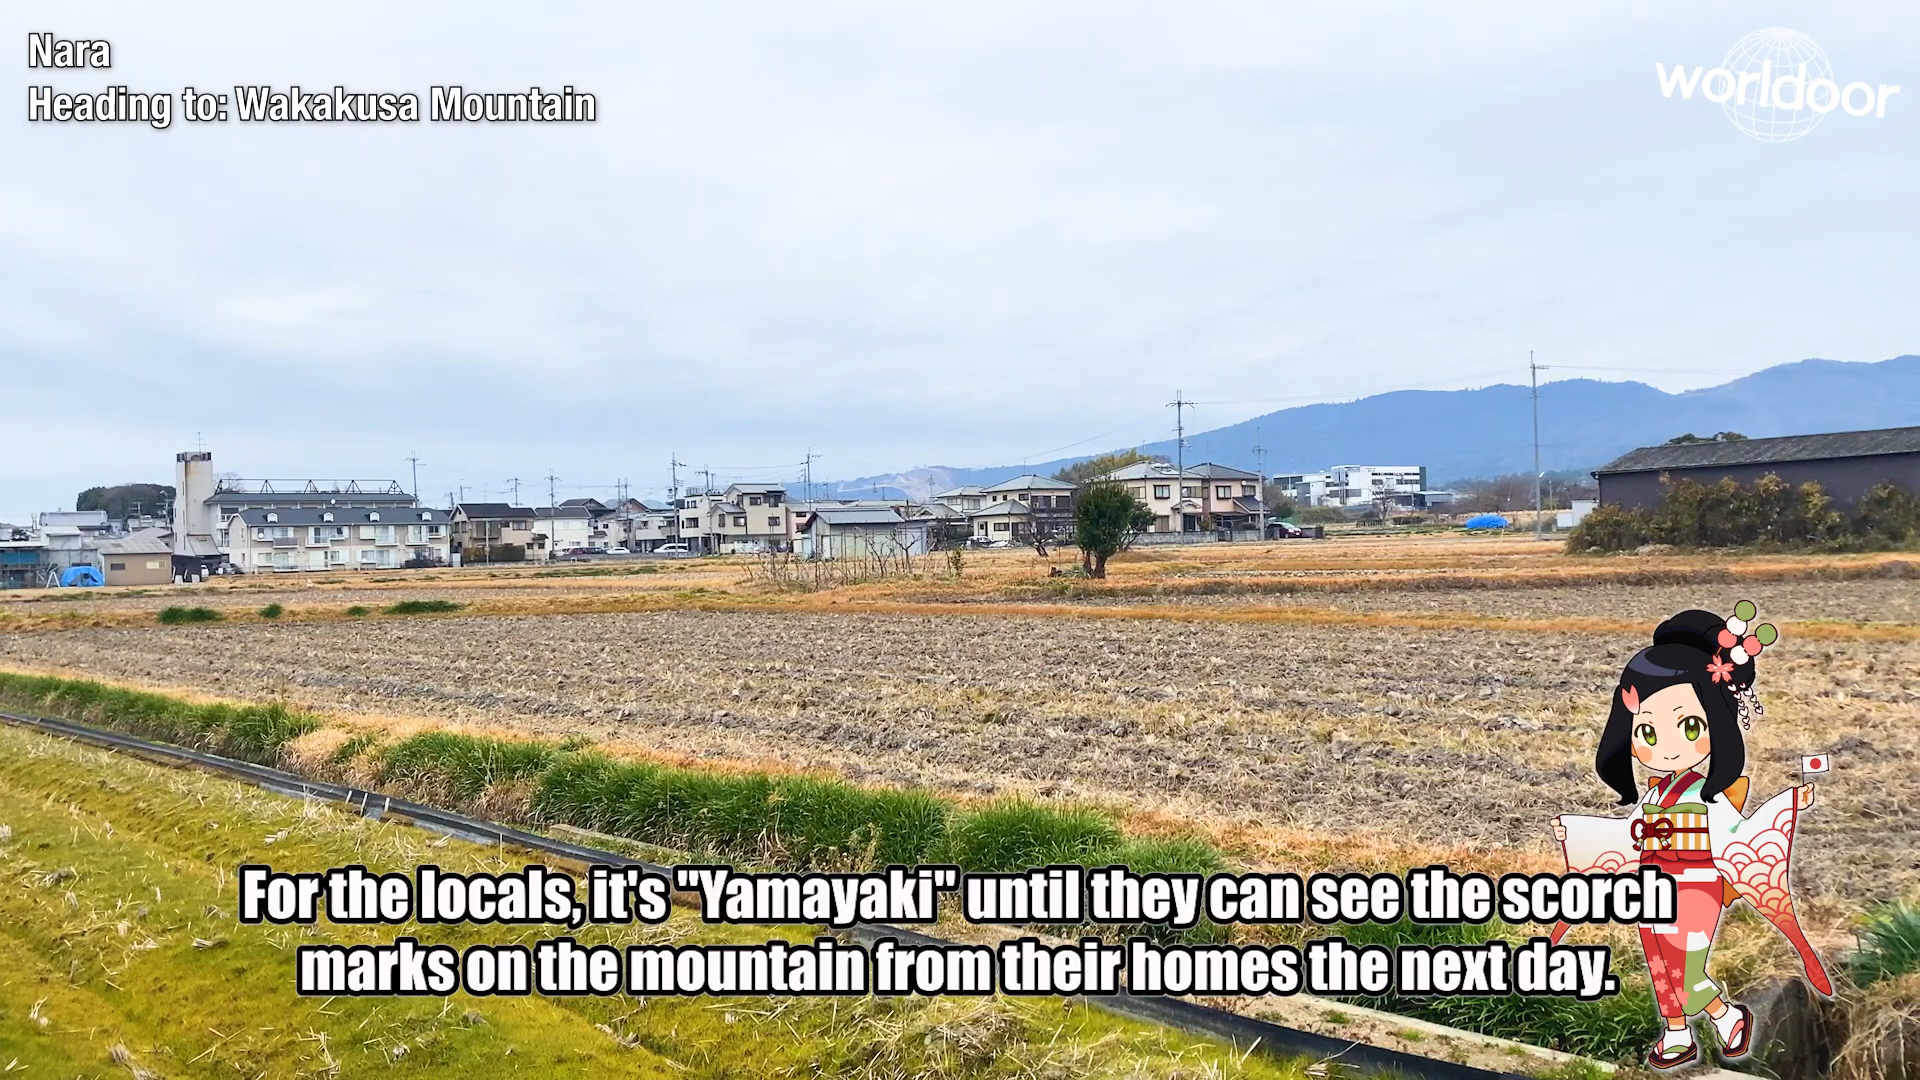 Nara
Heading to: Wakakusa Mountain
worldoor
For the locals, it's "Yamayaki" until they can see the scorch
marks on the mountain from their homes the next day.